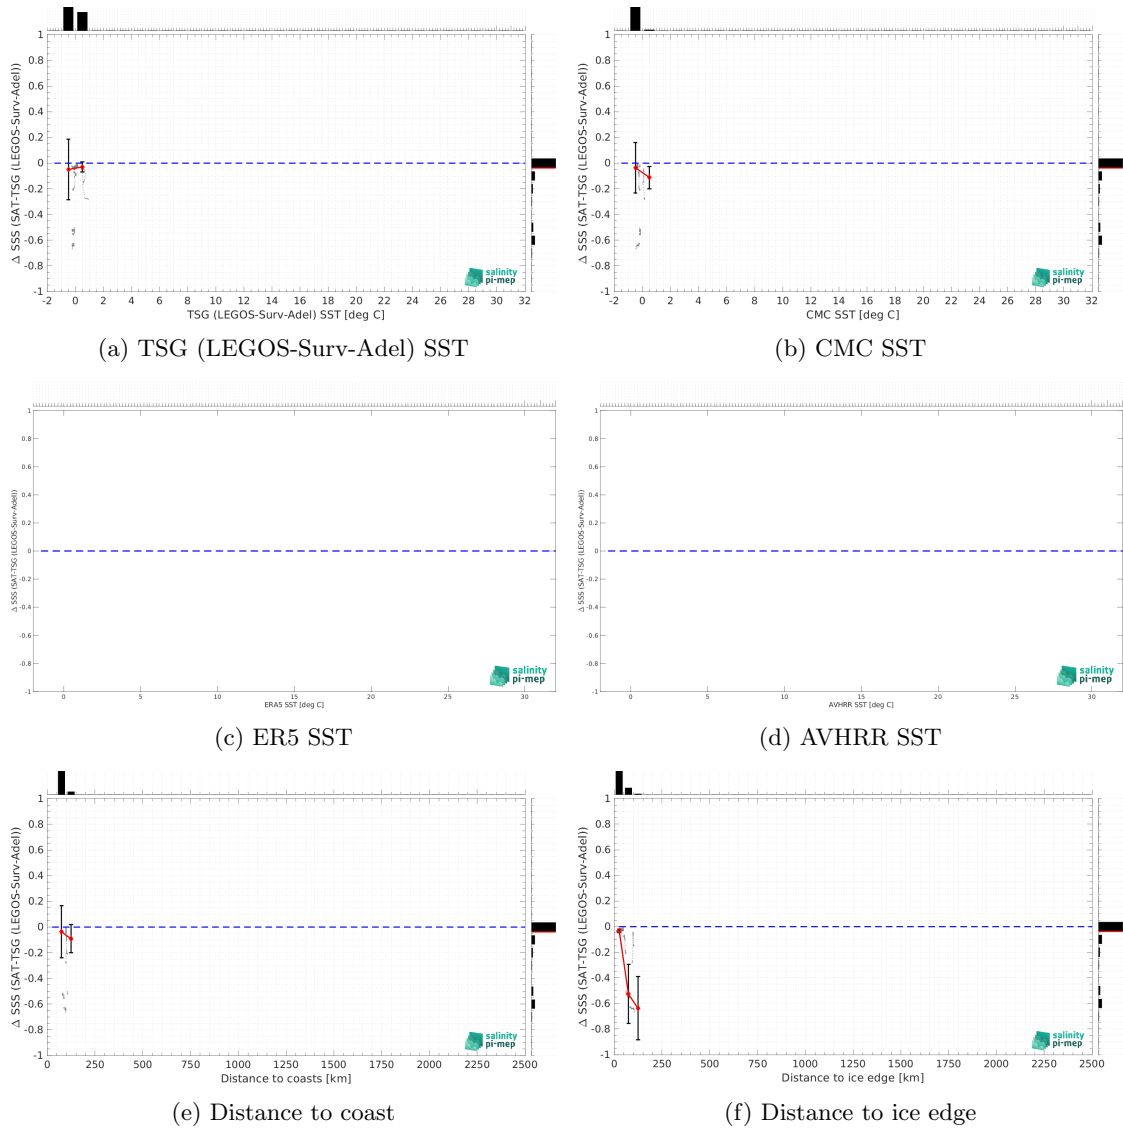 1
0.8
0.6
0.4
0.2
0
-0.2
-0.4
-0.6
-0.8
-1
Δ SSS (SAT-TSG (LEGOS-Surv-Adel))
-2 0 2 4 6 8 10 12 14 16 18 20 22 24 26 28 30 32
TSG (LEGOS-Surv-Adel) SST [deg C]
salinity
pi-mep
(a) TSG (LEGOS-Surv-Adel) SST
1
0.8
0.6
0.4
0.2
0
-0.2
-0.4
-0.6
-0.8
-1
Δ SSS (SAT-TSG (LEGOS-Surv-Adel))
-2 0 2 4 6 8 10 12 14 16 18 20 22 24 26 28 30 32
CMC SST [deg C]
salinity
pi-mep
(b) CMC SST
1
0.8
0.6
0.4
0.2
0
-0.2
-0.4
-0.6
-0.8
-1
Δ SSS (SAT-TSG (LEGOS-Surv-Adel))
0 5 10 15 20 25 30
ERA5 SST [deg C]
salinity
pi-mep
(c) ER5 SST
1
0.8
0.6
0.4
0.2
0
-0.2
-0.4
-0.6
-0.8
-1
Δ SSS (SAT-TSG (LEGOS-Surv-Adel))
0 5 10 15 20 25 30
AVHRR SST [deg C]
salinity
pi-mep
(d) AVHRR SST
1
0.8
0.6
0.4
0.2
0
-0.2
-0.4
-0.6
-0.8
-1
Δ SSS (SAT-TSG (LEGOS-Surv-Adel))
0 250 500 750 1000 1250 1500 1750 2000 2250 2500
Distance to coasts [km]
salinity
pi-mep
(e) Distance to coast
1
0.8
0.6
0.4
0.2
0
-0.2
-0.4
-0.6
-0.8
-1
Δ SSS (SAT-TSG (LEGOS-Surv-Adel))
0 250 500 750 1000 1250 1500 1750 2000 2250 2500
Distance to ice edge [km]
salinity
pi-mep
(f) Distance to ice edge